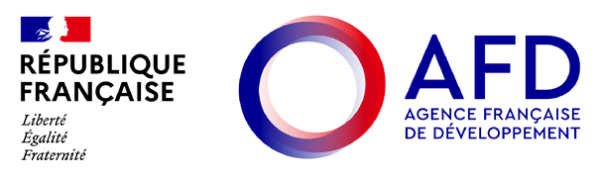 RÉPUBLIQUE
FRANÇAISE
Liberté
Égalité
Fraternité
AFD
AGENCE FRANÇAISE
DE DÉVELOPPEMENT